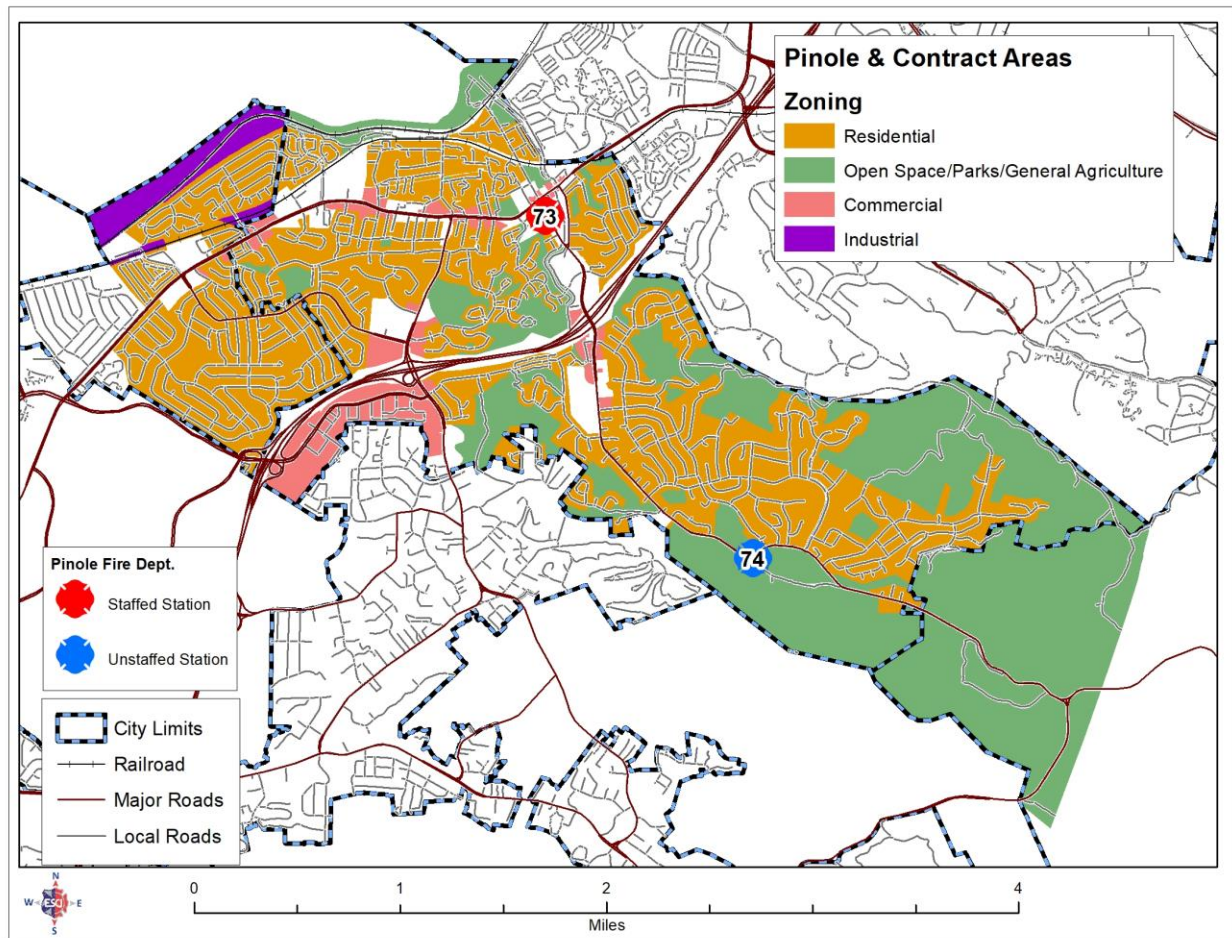 Pinole & Contract Areas
Zoning
Residential
Open Space/Parks/General Agriculture
Commercial
Industrial
73
74
Pinole Fire Dept.
Staffed Station
Unstaffed Station
City Limits
Railroad
Major Roads
Local Roads
N
W
ESCI
E
S
0
1
2
4
Miles